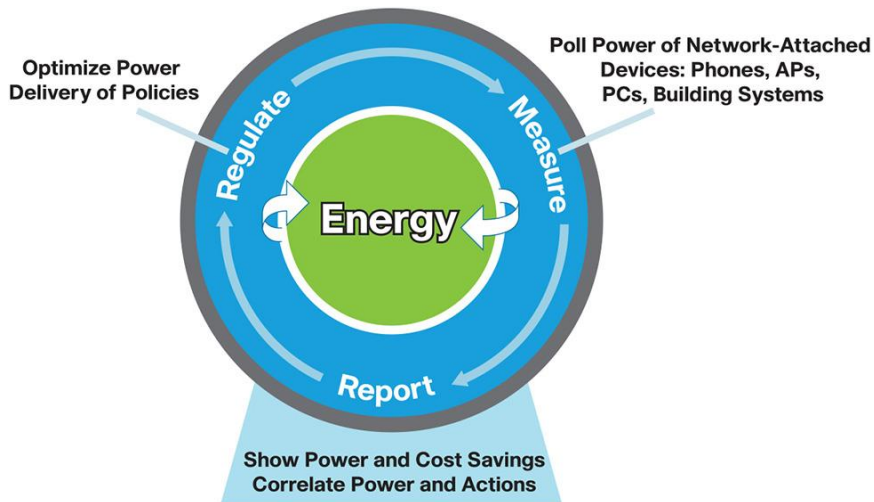 Optimize Power
Delivery of Policies
Poll Power of Network-Attached
Devices: Phones, APs,
PCs, Building Systems
Regulate
Measure
Energy
Report
Show Power and Cost Savings
Correlate Power and Actions